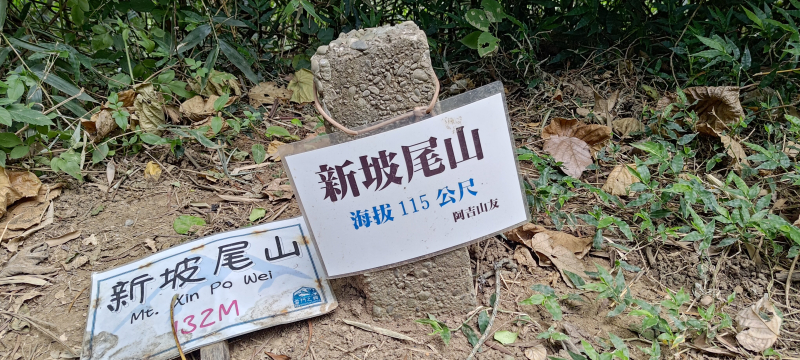 新坡尾山
海拔 115 公尺
阿吉山友
新坡尾山
Mt. Xin Po Wei
132M